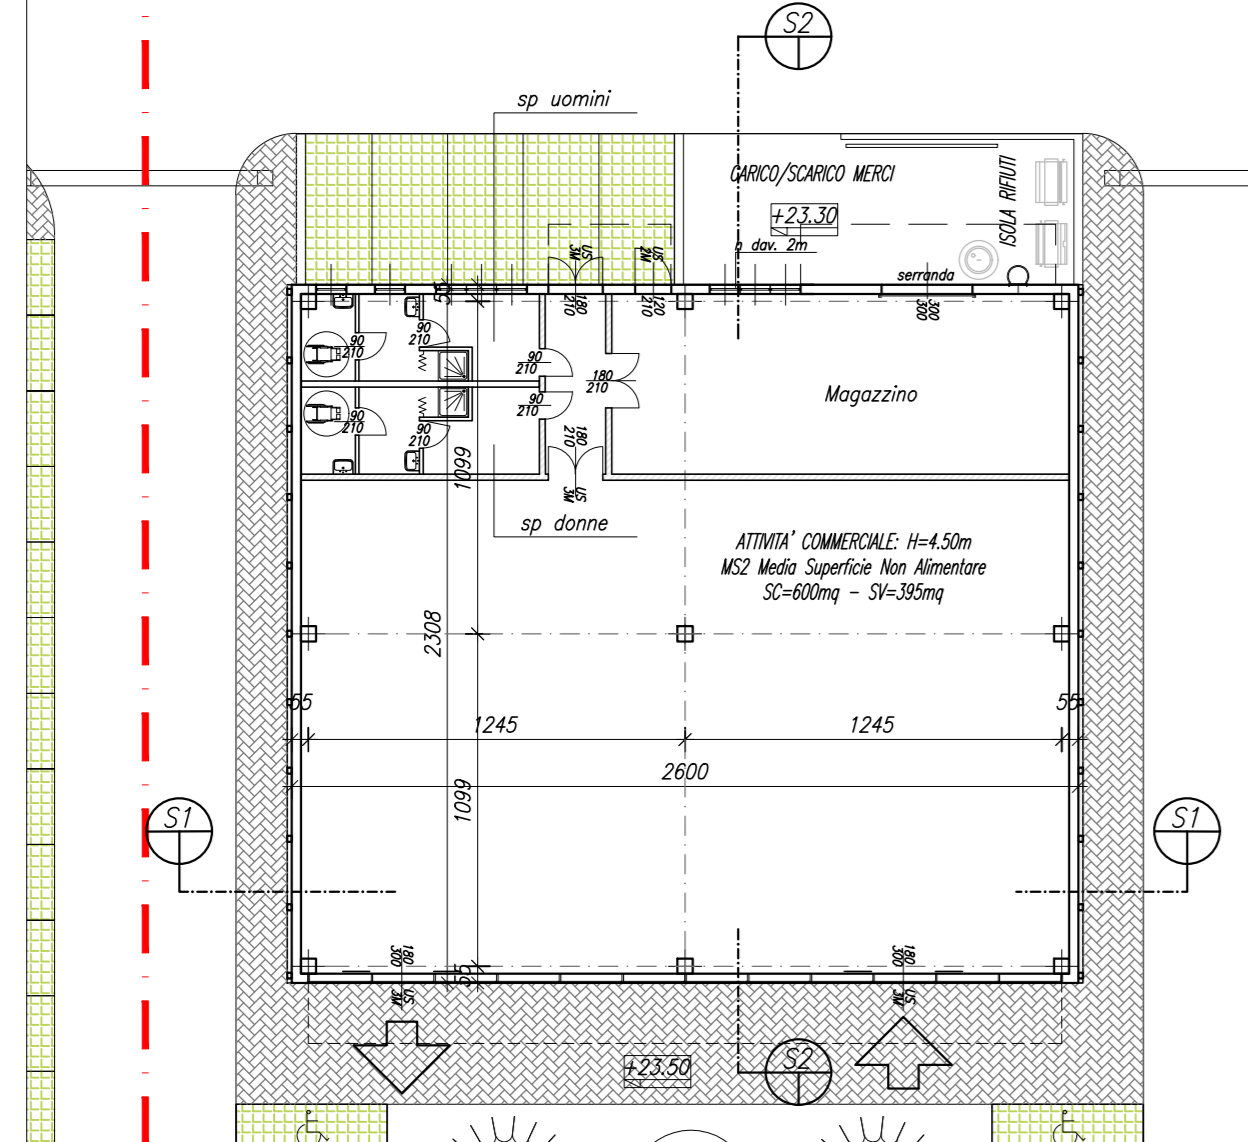 S2
sp uomini
CARICO/SCARICO MERCI
ISOLA RIFIUTI
+23.30
US
3M
US
2M
dav. 2m
serranda
55
180
210
120
210
300
300
90
210
90
210
90
210
180
210
Magazzino
90
210
90
210
90
210
180
210
1099
US
3M
sp donne
ATTIVITA' COMMERCIALE: H=4.50m
MS2 Media Superficie Non Alimentare
SC=600mq - SV=395mq
2308
55
1245
1245
55
2600
1099
S1
S1
180
300
55
180
300
US
3M
US
3M
+23.50
S2